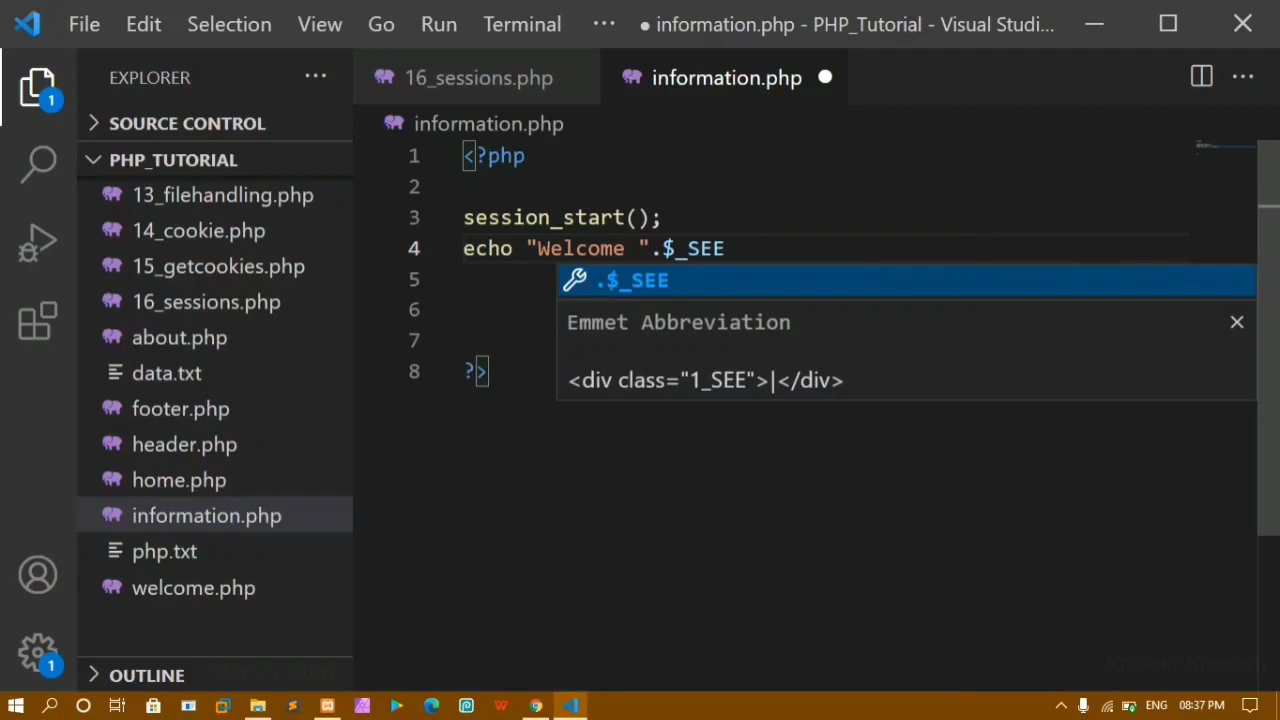 File Edit Selection View Go Run Terminal ··· ● information.php - PHP_Tutorial - Visual Studi...
EXPLORER ···
16_sessions.php
information.php ●
1
SOURCE CONTROL
information.php
PHP_TUTORIAL
13_filehandling.php
14_cookie.php
15_getcookies.php
16_sessions.php
about.php
data.txt
footer.php
header.php
home.php
information.php
php.txt
welcome.php
OUTLINE
1
1 <?php
2
3 session_start();
4 echo "Welcome ".$_SEE
5
6
7
8 ?>
.$_SEE
Emmet Abbreviation
<div class="1_SEE">|</div>
ENG 08:37 PM